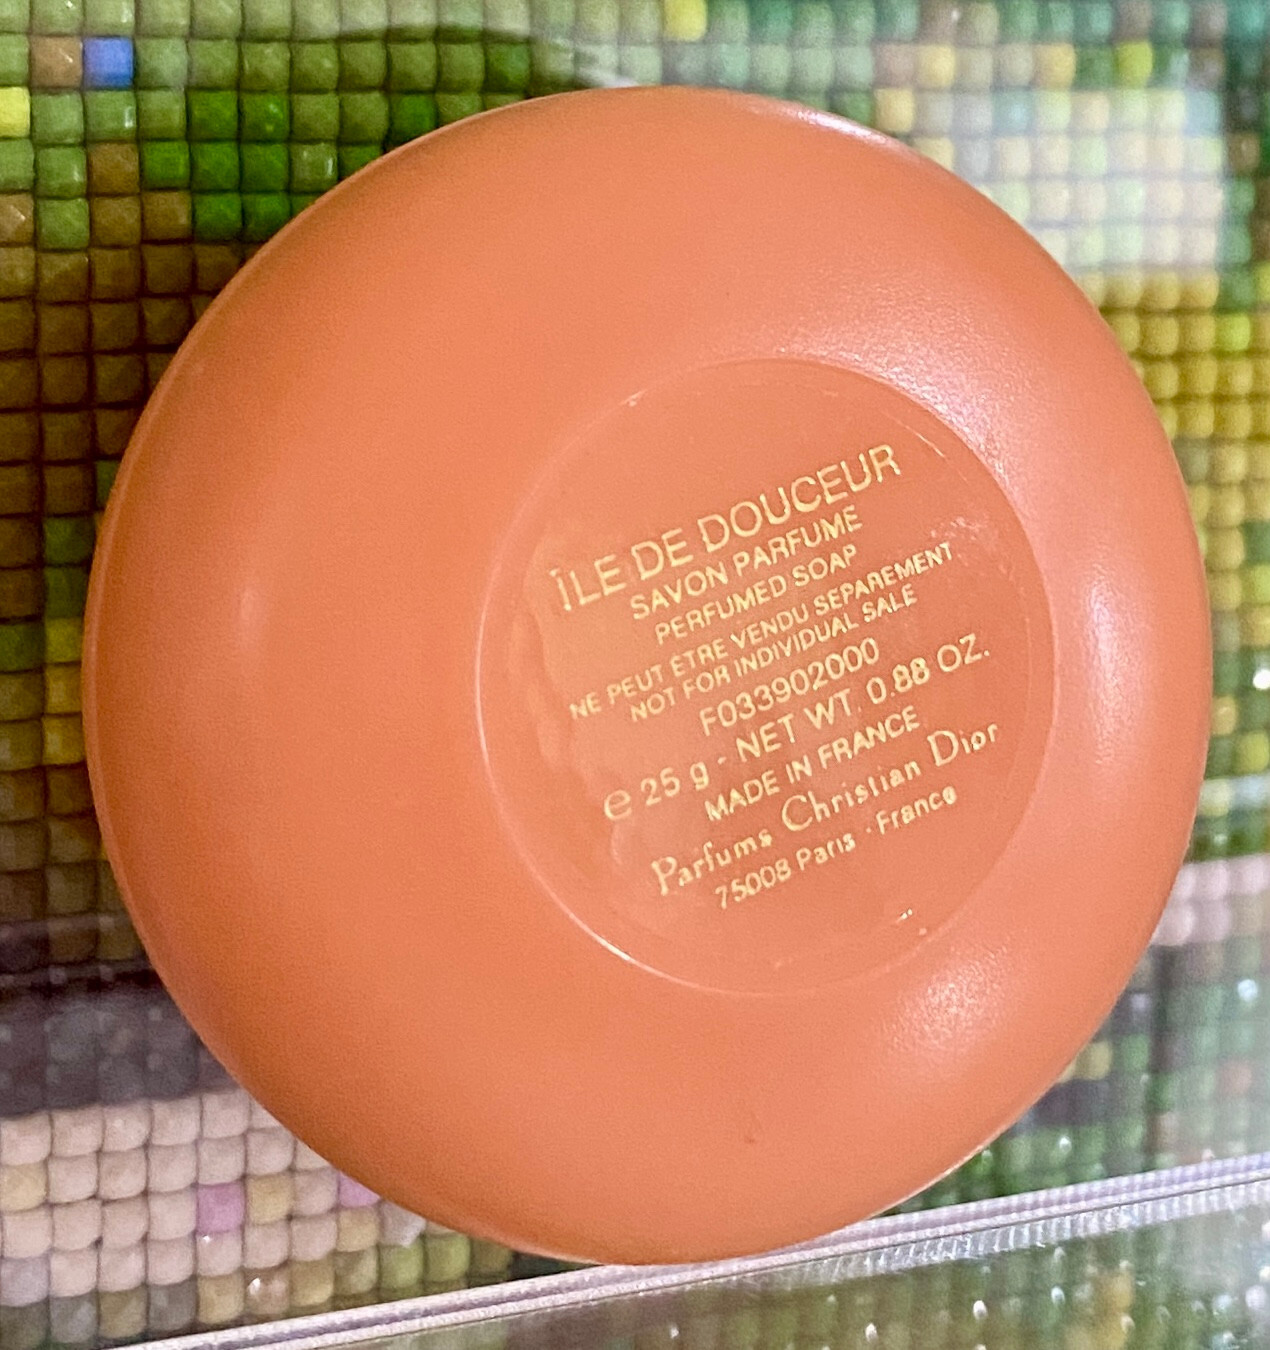 ÎLE DE DOUCEUR
SAVON PARFUME
PERFUMED SOAP
NE PEUT ÊTRE VENDU SEPAREMENT
NOT FOR INDIVIDUAL SALE
F033902000
℮ 25 g - NET WT. 0.88 OZ.
MADE IN FRANCE
Parfums Christian Dior
75008 Paris · France